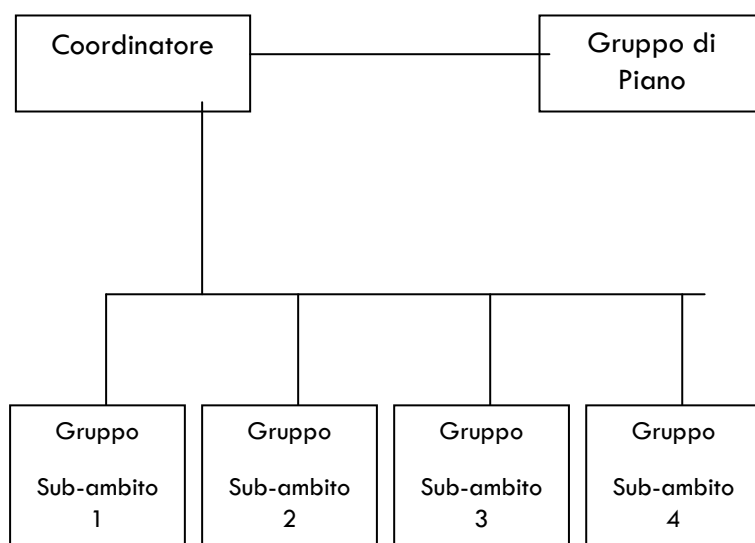 Coordinatore
Gruppo di
Piano
Gruppo
Sub-ambito
1
Gruppo
Sub-ambito
2
Gruppo
Sub-ambito
3
Gruppo
Sub-ambito
4